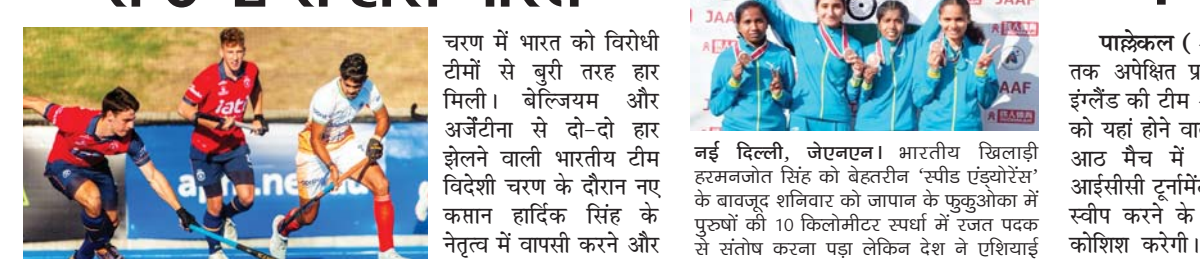 चरण में भारत को विरोधी
टीमों से बुरी तरह हार
मिली। बेल्जियम और
अर्जेंटीना से दो-दो हार
झेलने वाली भारतीय टीम
विदेशी चरण के दौरान नए
कप्तान हार्दिक सिंह के
नेतृत्व में वापसी करने और
JAA
AAF
नई दिल्ली, जेएनएन। भारतीय खिलाड़ी
हरमनजोत सिंह को बेहतरीन ‘स्पीड एंड्योरेंस’
के बावजूद शनिवार को जापान के फुकुओका में
पुरुषों की 10 किलोमीटर स्पर्धा में रजत पदक
से संतोष करना पड़ा लेकिन देश ने एशियाई
पाल्लेकल (
तक अपेक्षित
इंग्लैंड की टीम
को यहां होने
आठ मैच में
आईसीसी
स्वीप करने के
कोशिश करेगी।